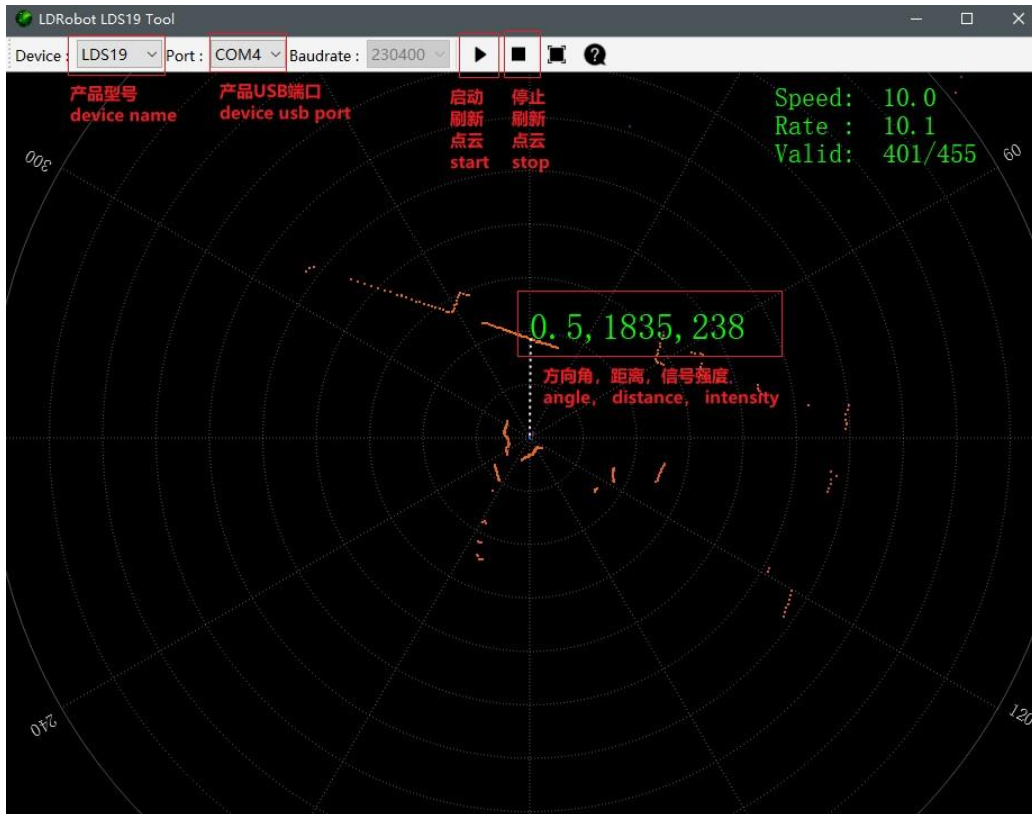 LDRobot LDS19 Tool
Device : LDS19 Port : COM4 Baudrate : 230400
产品型号
device name
产品USB端口
device usb port
启动
刷新
点云
start
停止
刷新
点云
stop
Speed: 10.0
Rate : 10.1
Valid: 401/455
300
60
0.5,1835,238
方向角，距离，信号强度
angle， distance， intensity
240
120